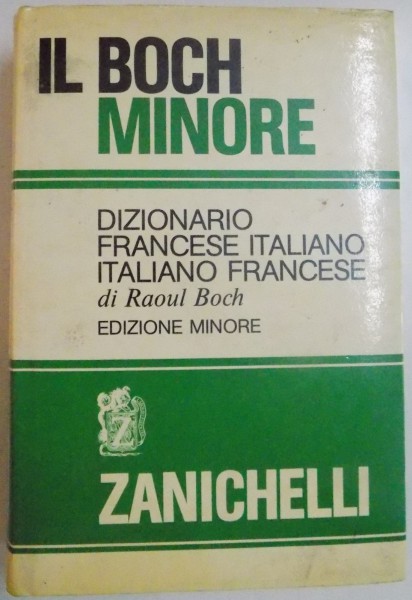 IL BOCH
MINORE
DIZIONARIO
FRANCESE ITALIANO
ITALIANO FRANCESE
di Raoul Boch
EDIZIONE MINORE
Z
ZANICHELLI